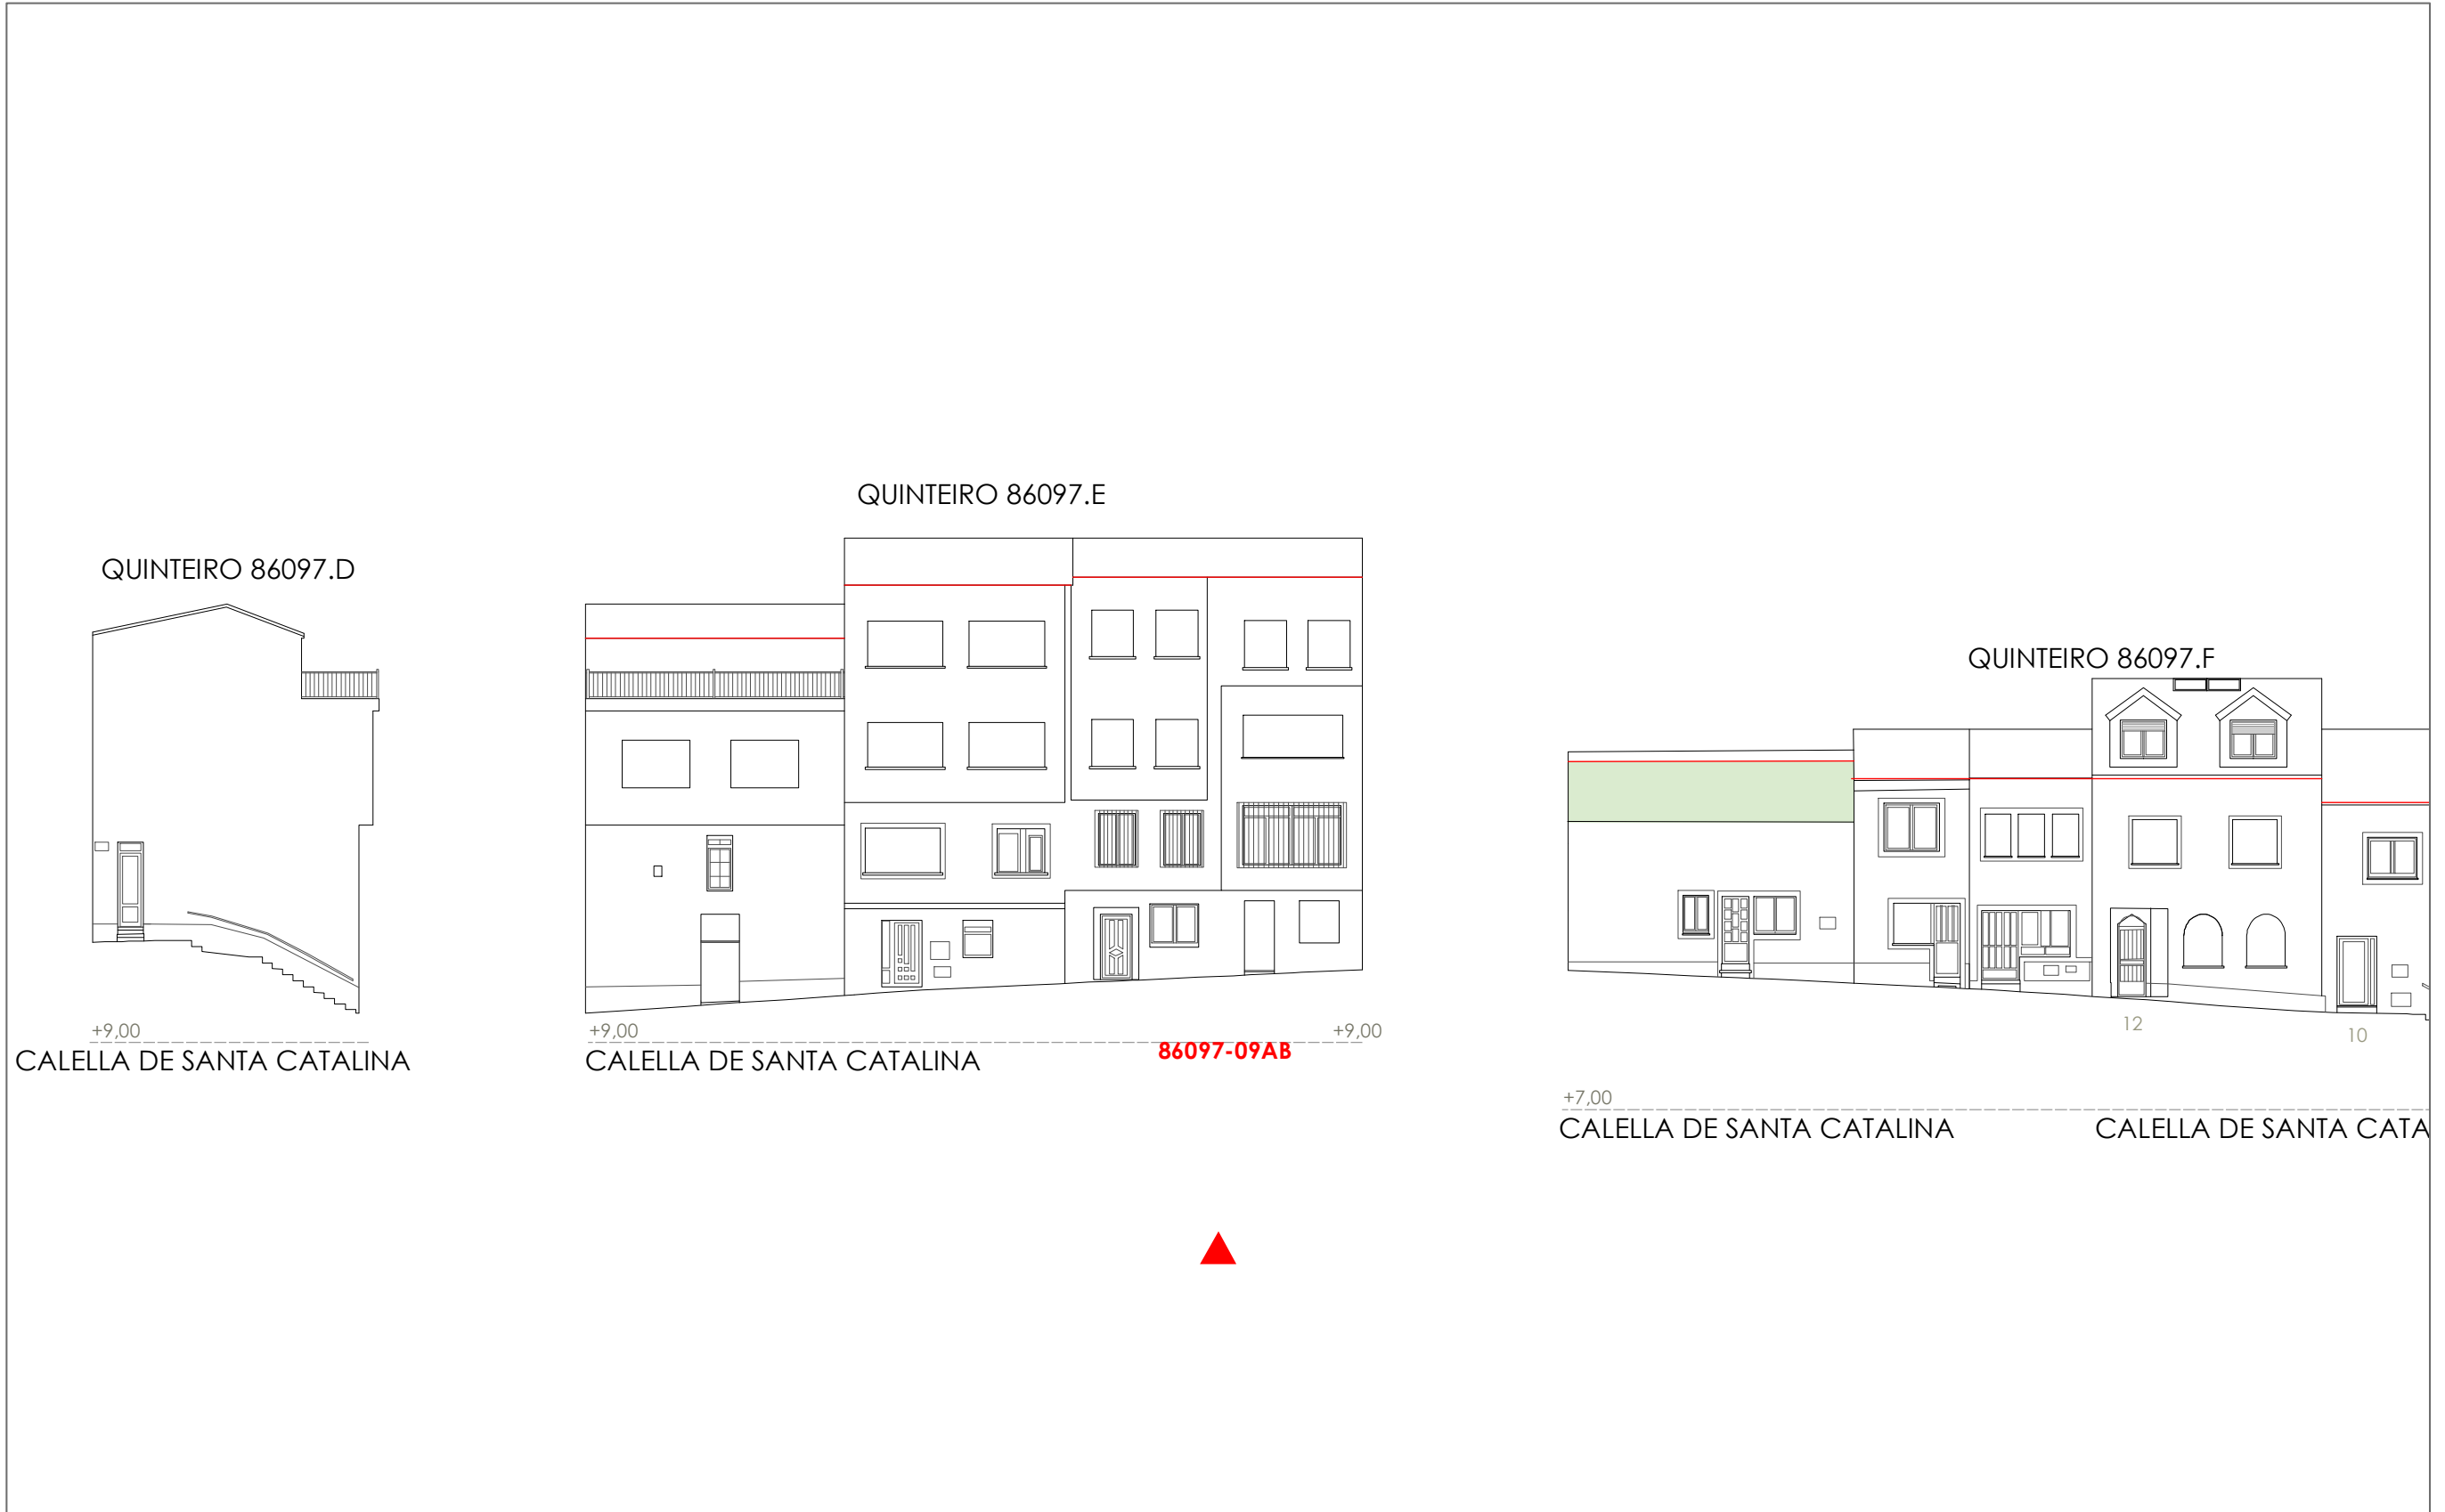 QUINTEIRO 86097.D
+9,00
CALELLA DE SANTA CATALINA
QUINTEIRO 86097.E
+9,00
+9,00
CALELLA DE SANTA CATALINA
86097-09AB
QUINTEIRO 86097.F
12
10
+7,00
CALELLA DE SANTA CATALINA
CALELLA DE SANTA CATA